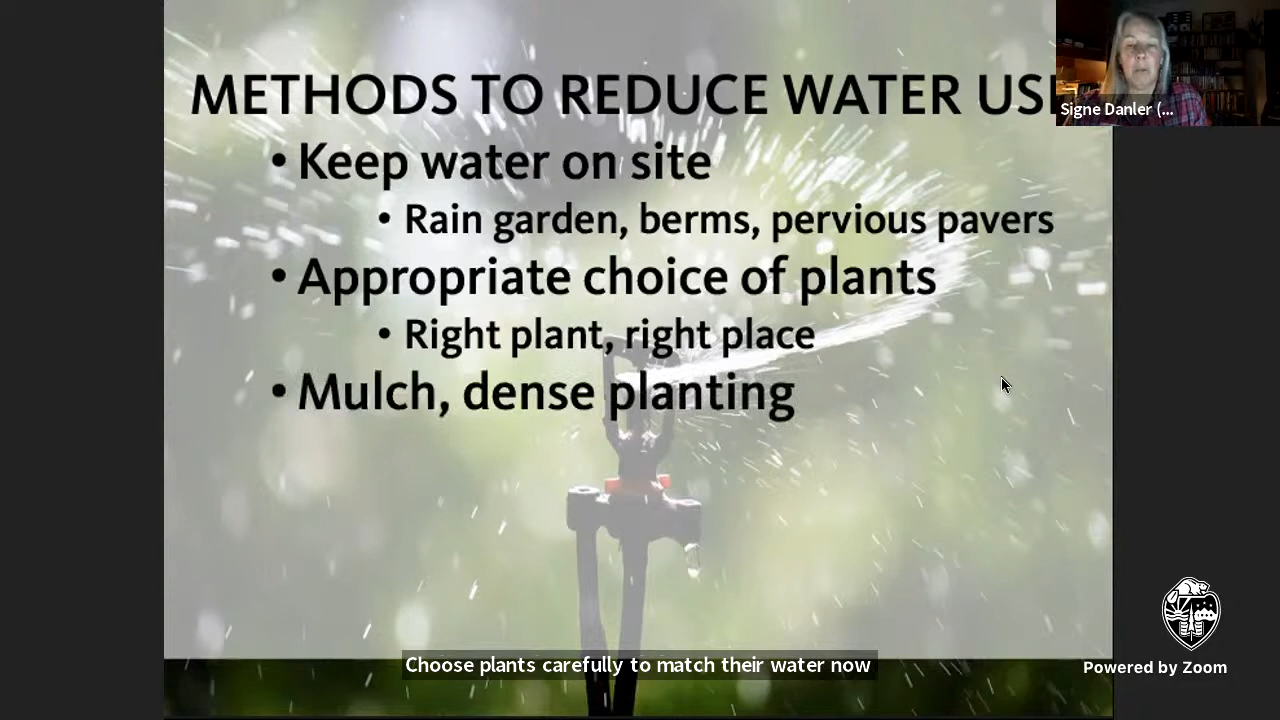 METHODS TO REDUCE WATER US
• Keep water on site
• Rain garden, berms, pervious pavers
• Appropriate choice of plants
• Right plant, right place
• Mulch, dense planting
Signe Danler (...
Choose plants carefully to match their water now
Powered by Zoom